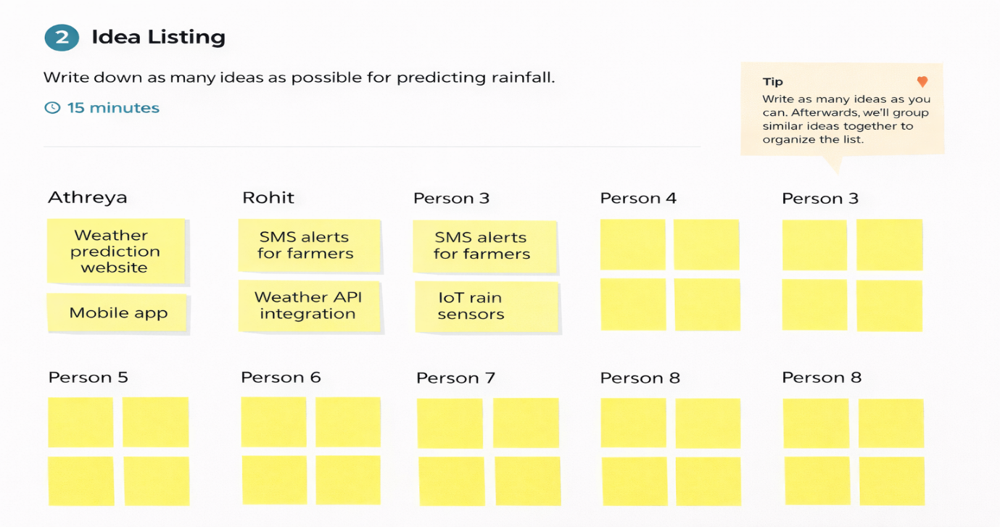 2 Idea Listing
Write down as many ideas as possible for predicting rainfall.
15 minutes
Tip
Write as many ideas as you
can. Afterwards, we'll group
similar ideas together to
organize the list.
Athreya
Weather
prediction
website
Mobile app
Rohit
SMS alerts
for farmers
Weather API
integration
Person 3
SMS alerts
for farmers
IoT rain
sensors
Person 4
Person 3
Person 5
Person 6
Person 7
Person 8
Person 8